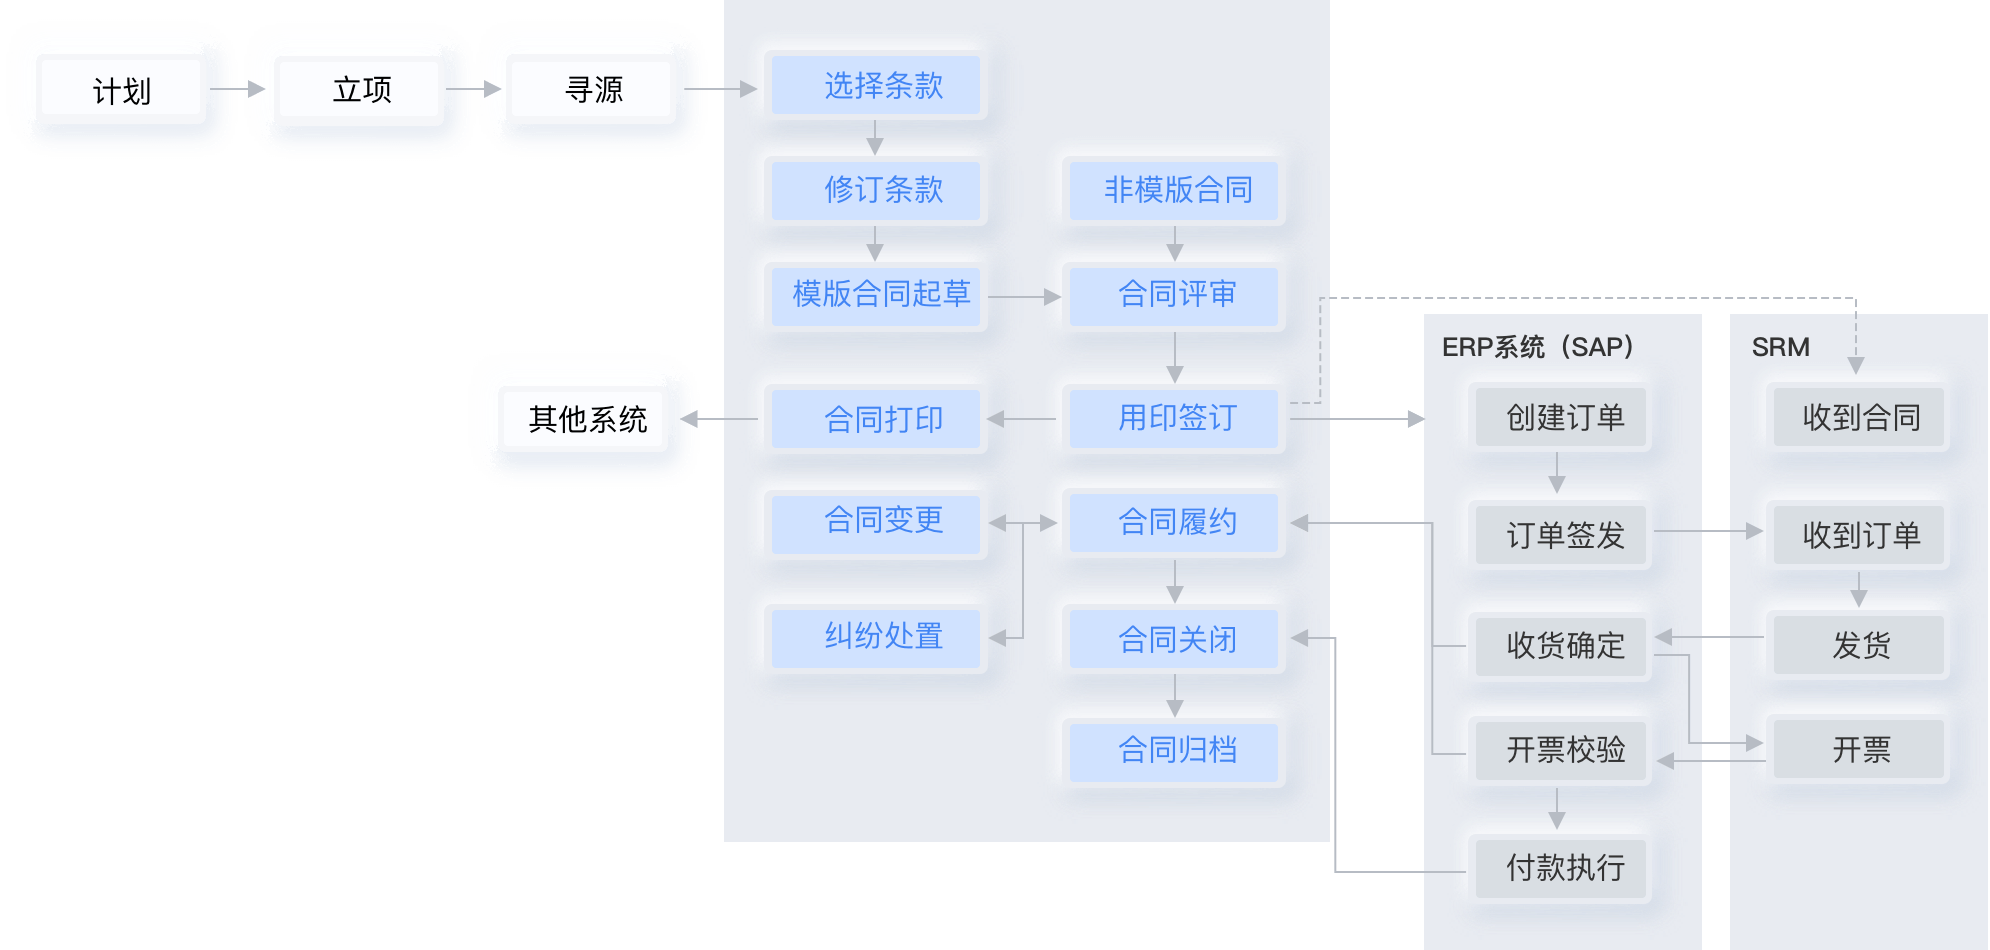 计划
立项
寻源
选择条款
修订条款
非模版合同
模版合同起草
合同评审
其他系统
合同打印
用印签订
合同变更
合同履约
纠纷处置
合同关闭
合同归档
ERP系统（SAP）
创建订单
订单签发
收货确定
开票校验
付款执行
SRM
收到合同
收到订单
发货
开票